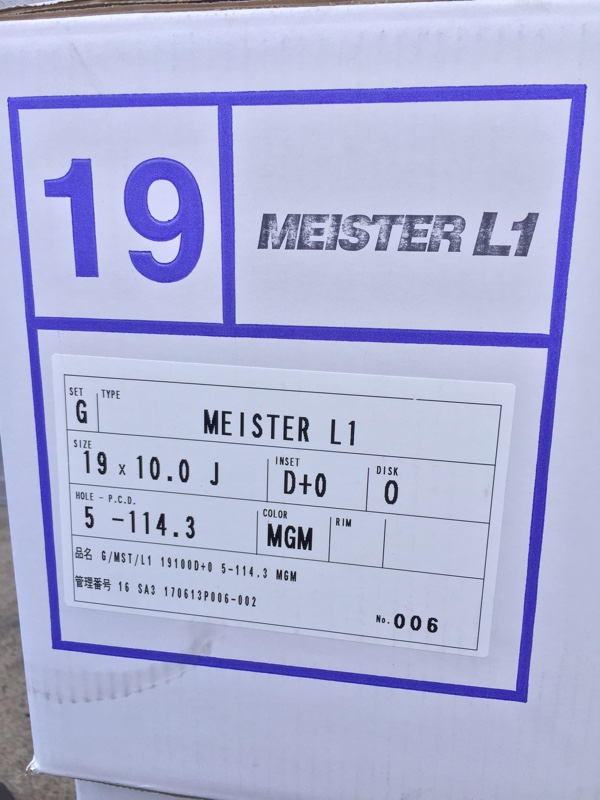 19
MEISTER L1
SET TYPE
G MEISTER L1
SIZE INSET DISK
19 x 10.0 J D+0 0
HOLE - P.C.D. COLOR RIM
5 -114.3 MGM
品名 G/MST/L1 19100D+0 5-114.3 MGM
管理番号 16 SA3 170613P006-002
No. 006